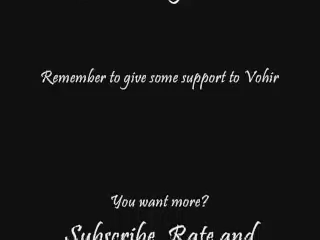 Remember to give some support to Vohir
You want more?
Subscribe, Rate and